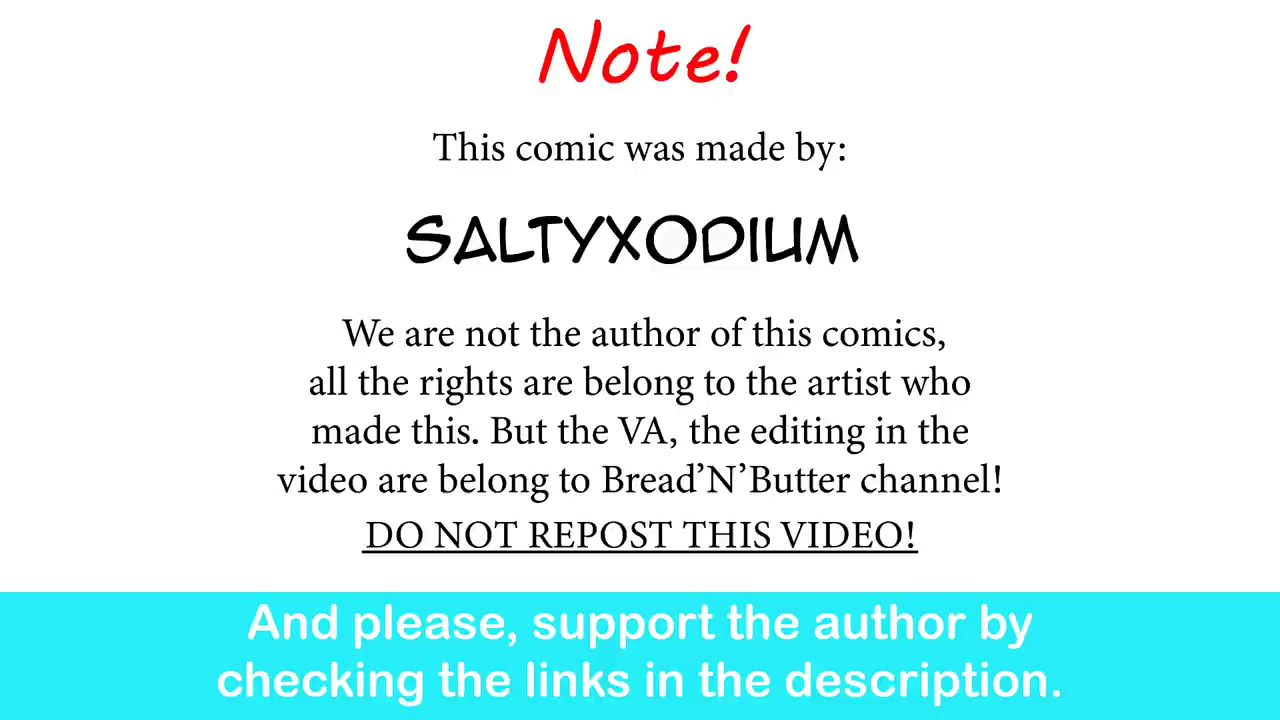 Note!
This comic was made by:
SALTYXODIUM
We are not the author of this comics,
all the rights are belong to the artist who
made this. But the VA, the editing in the
video are belong to Bread’N’Butter channel!
DO NOT REPOST THIS VIDEO!
And please, support the author by
checking the links in the description.